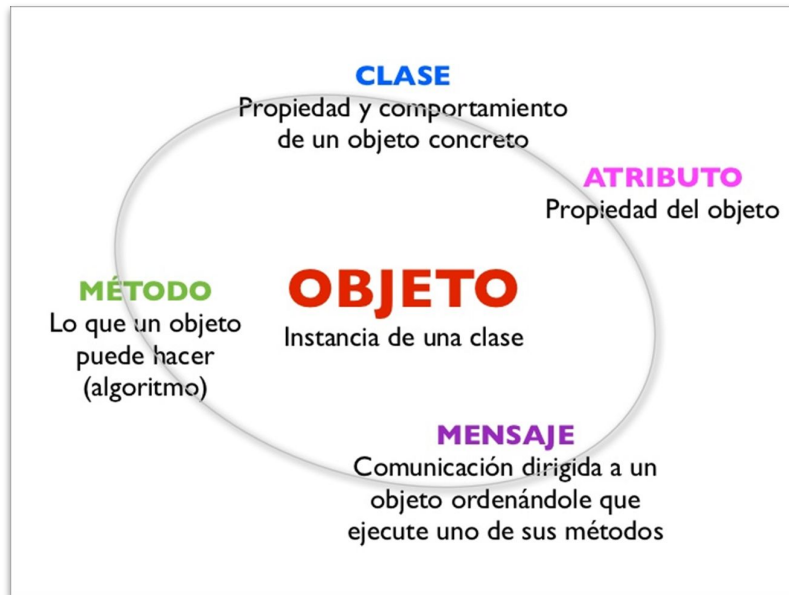 CLASE
Propiedad y comportamiento
de un objeto concreto
ATRIBUTO
Propiedad del objeto
MÉTODO
Lo que un objeto
puede hacer
(algoritmo)
OBJETO
Instancia de una clase
MENSAJE
Comunicación dirigida a un
objeto ordenándole que
ejecute uno de sus métodos